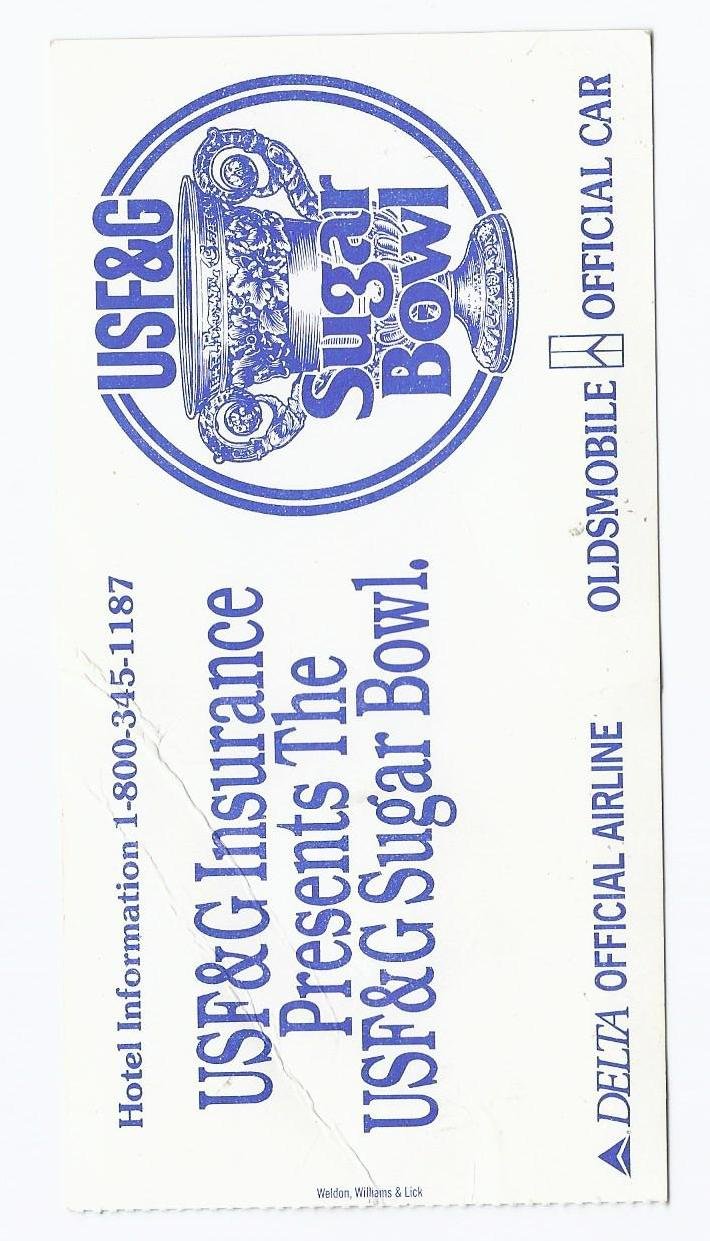 Hotel Information 1-800-345-1187
USF&G Insurance
Presents The
USF&G Sugar Bowl.
USF&G
Sugar
Bowl
DELTA OFFICIAL AIRLINE
OLDSMOBILE OFFICIAL CAR
Weldon, Williams & Lick